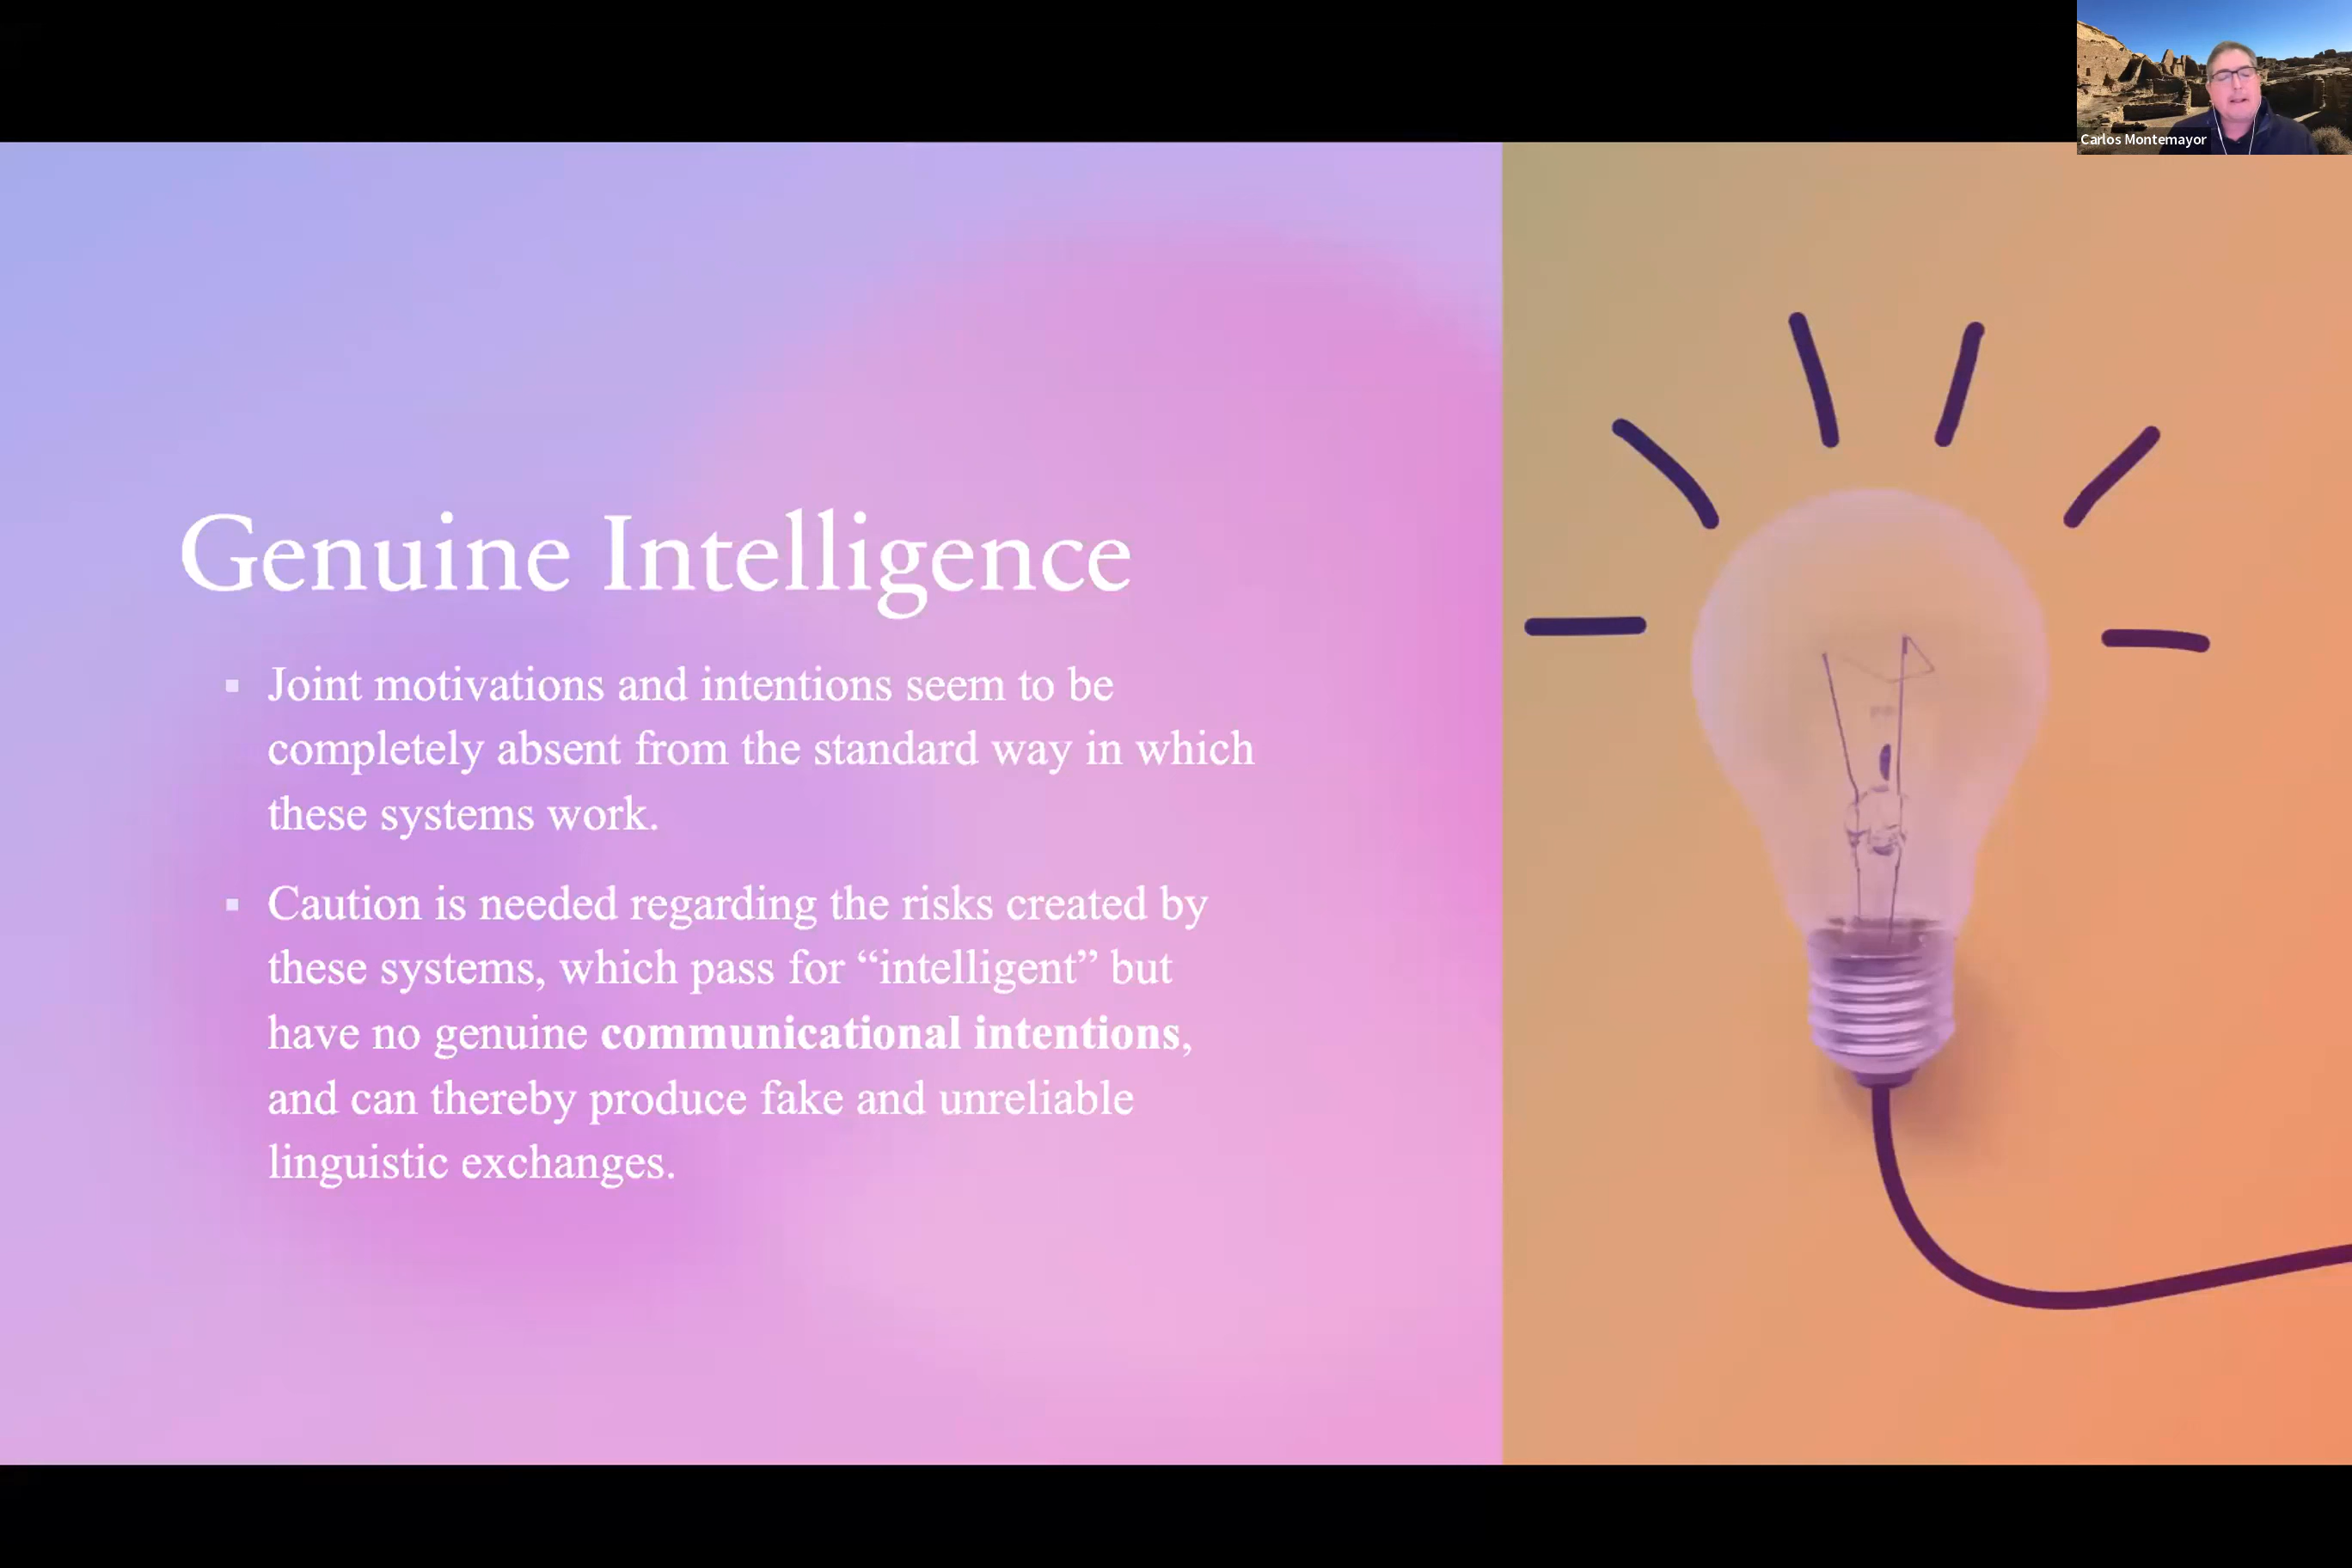 Carlos Montemayor
Genuine Intelligence
▪ Joint motivations and intentions seem to be
completely absent from the standard way in which
these systems work.
▪ Caution is needed regarding the risks created by
these systems, which pass for “intelligent” but
have no genuine communicational intentions,
and can thereby produce fake and unreliable
linguistic exchanges.